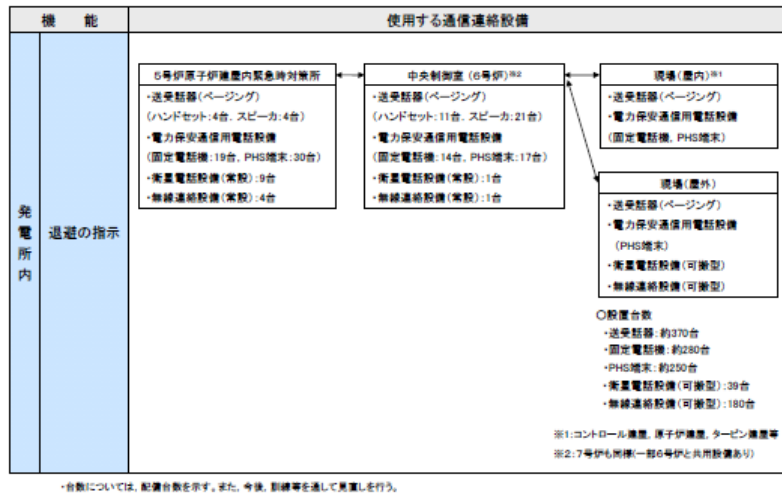 機 能
使用する通信連絡設備
発電所内
退避の指示
5号炉原子炉建屋内緊急時対策所
・送受話器(ページング)
(ハンドセット:4台, スピーカ:4台)
・電力保安通信用電話設備
(固定電話機:19台, PHS端末:30台)
・衛星電話設備(常設):9台
・無線連絡設備(常設):4台
中央制御室 (6号炉)※2
・送受話器(ページング)
(ハンドセット:11台, スピーカ:21台)
・電力保安通信用電話設備
(固定電話機:14台, PHS端末:17台)
・衛星電話設備(常設):1台
・無線連絡設備(常設):1台
現場(屋内)※1
・送受話器(ページング)
・電力保安通信用電話設備
(固定電話機, PHS端末)
現場(屋外)
・送受話器(ページング)
・電力保安通信用電話設備
(PHS端末)
・衛星電話設備(可搬型)
・無線連絡設備(可搬型)
○設置台数
・送受話器:約370台
・固定電話機:約280台
・PHS端末:約250台
・衛星電話設備(可搬型):39台
・無線連絡設備(可搬型):180台
※1:コントロール建屋, 原子炉建屋, タービン建屋等
※2:7号炉も同様(一部6号炉と共用設備あり)
・台数については, 配備台数を示す。また, 今後, 訓練等を通して見直しを行う。